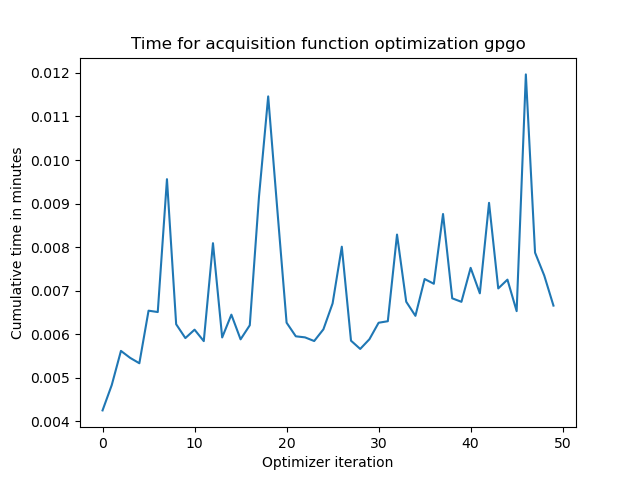 Time for acquisition function optimization gpgo
0.012
0.011
0.010
0.009
0.008
0.007
0.006
0.005
0.004
Cumulative time in minutes
0 10 20 30 40 50
Optimizer iteration